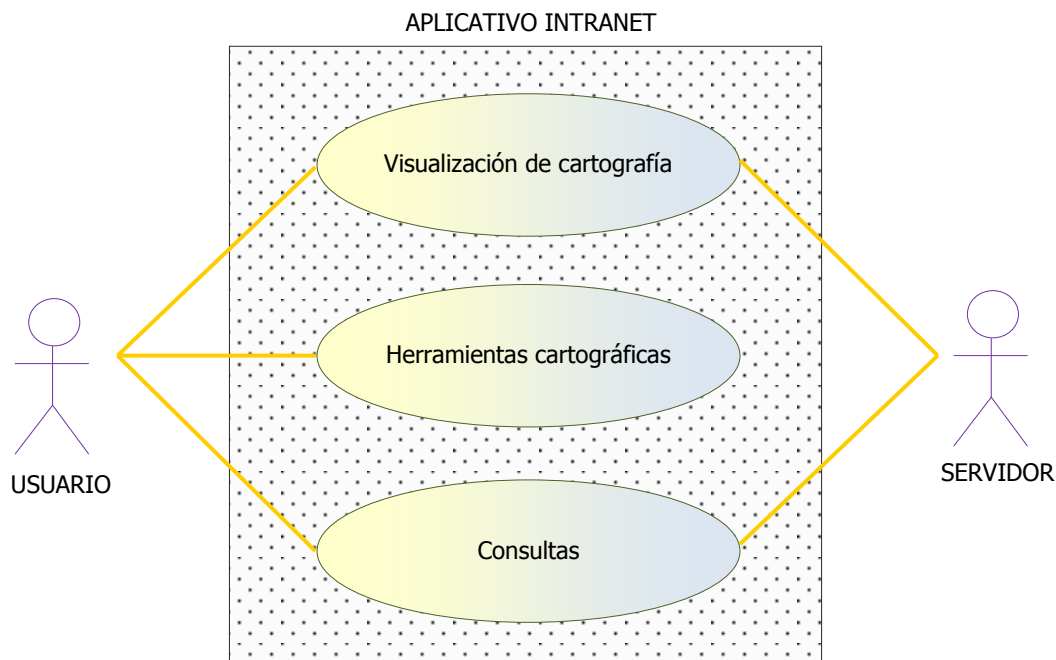 APLICATIVO INTRANET
Visualización de cartografía
Herramientas cartográficas
USUARIO
SERVIDOR
Consultas